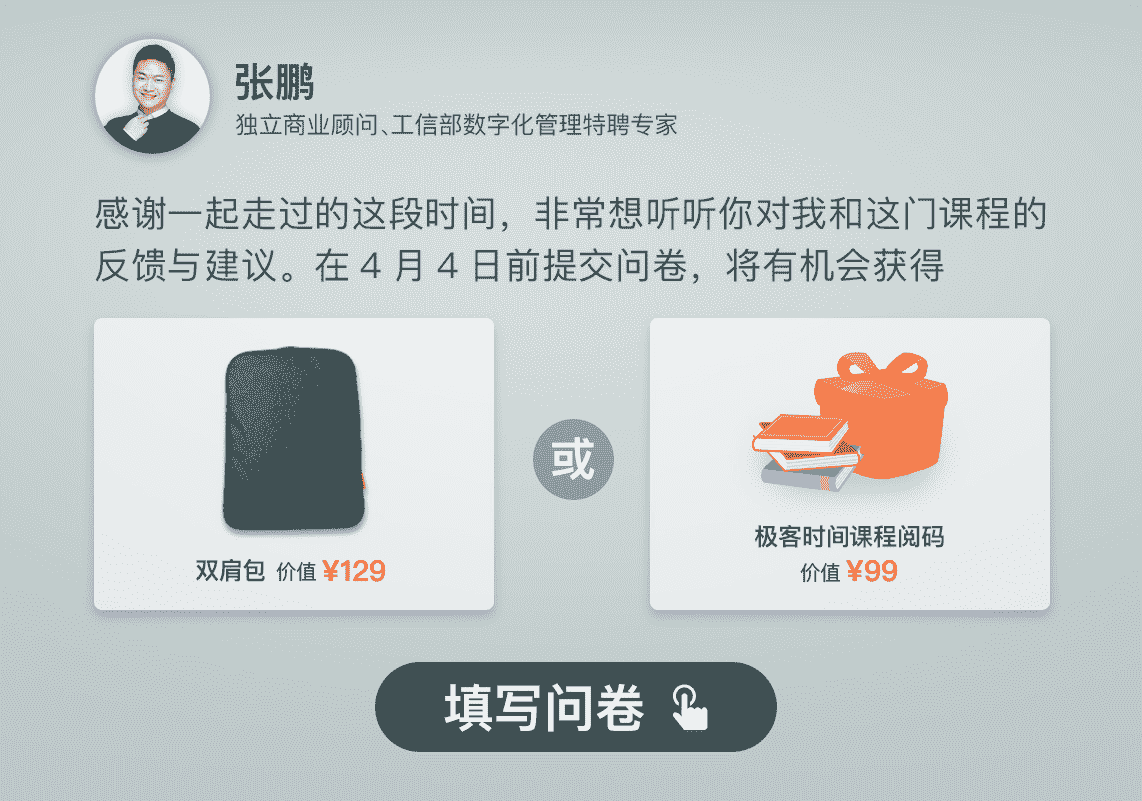 张鹏
独立商业顾问、工信部数字化管理特聘专家
感谢一起走过的这段时间，非常想听听你对我和这门课程的
反馈与建议。在 4 月 4 日前提交问卷，将有机会获得
或
双肩包 价值 ¥129
极客时间课程阅码
价值 ¥99
填写问卷